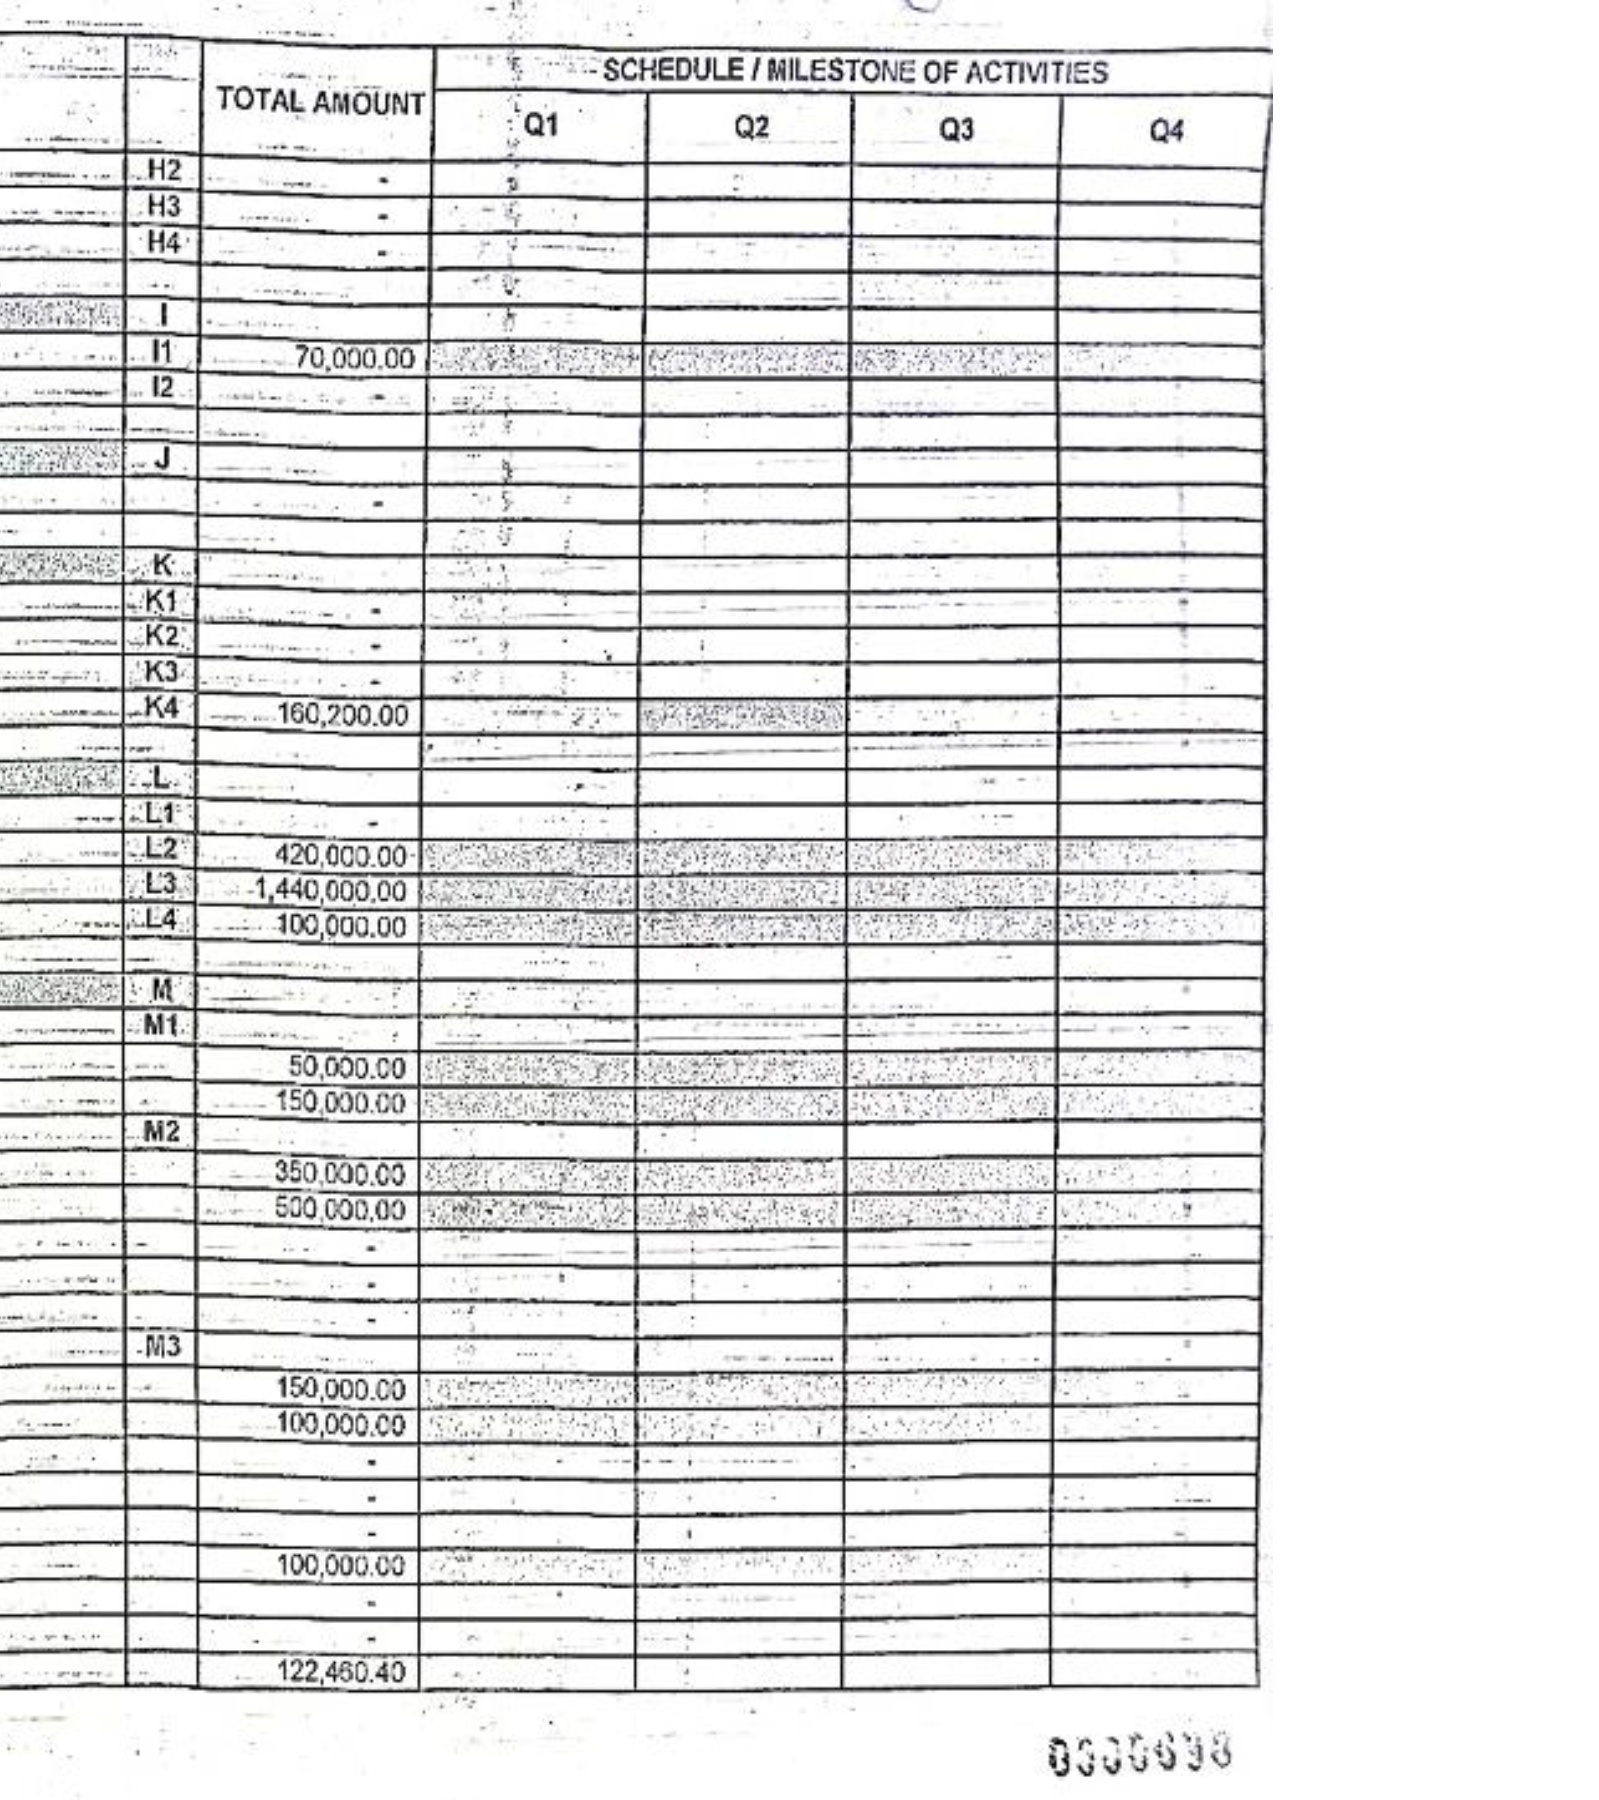 SCHEDULE / MILESTONE OF ACTIVITIES
TOTAL AMOUNT
Q1 Q2 Q3 Q4
H2 -
H3 -
H4 -
I
I1 70,000.00
I2 -
J
-
K
K1 -
K2 -
K3 -
K4 160,200.00
L
L1 -
L2 420,000.00
L3 1,440,000.00
L4 100,000.00
M
M1
50,000.00
150,000.00
M2
350,000.00
500,000.00
-
-
-
M3
150,000.00
100,000.00
-
-
-
100,000.00
-
-
122,460.40